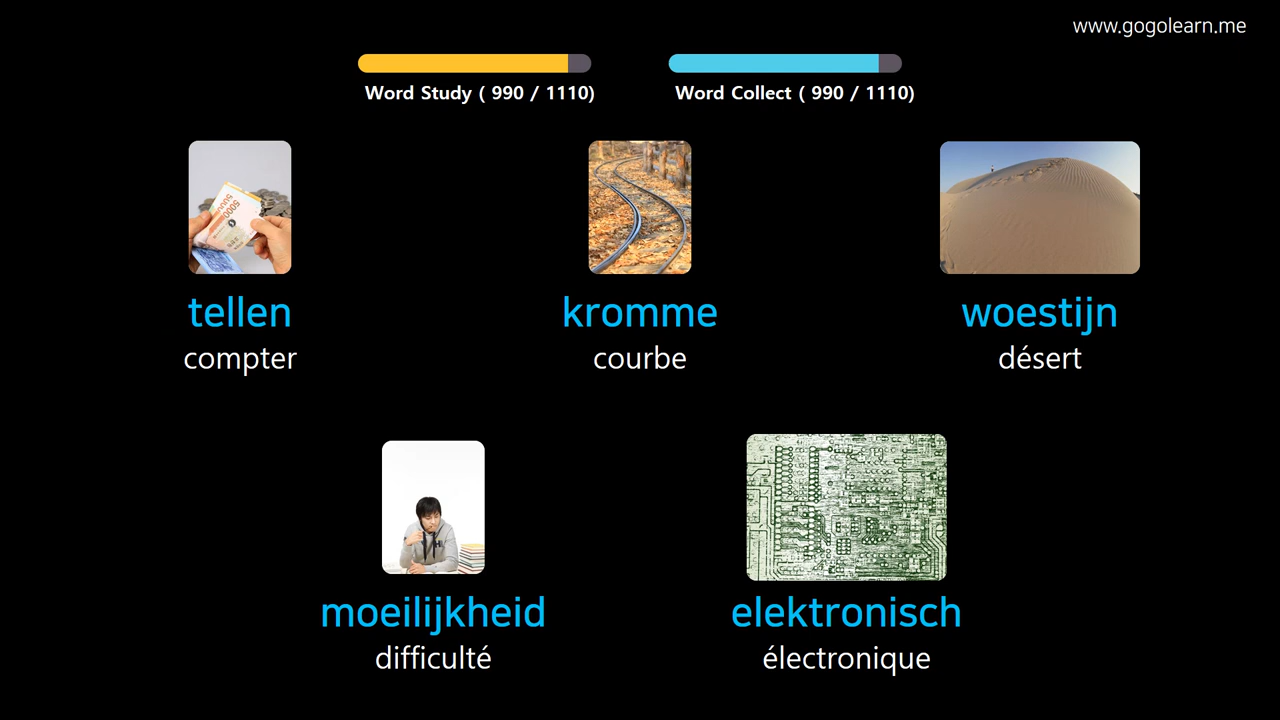 www.gogolearn.me
Word Study ( 990 / 1110)
Word Collect ( 990 / 1110)
tellen
compter
kromme
courbe
woestijn
désert
moeilijkheid
difficulté
elektronisch
électronique